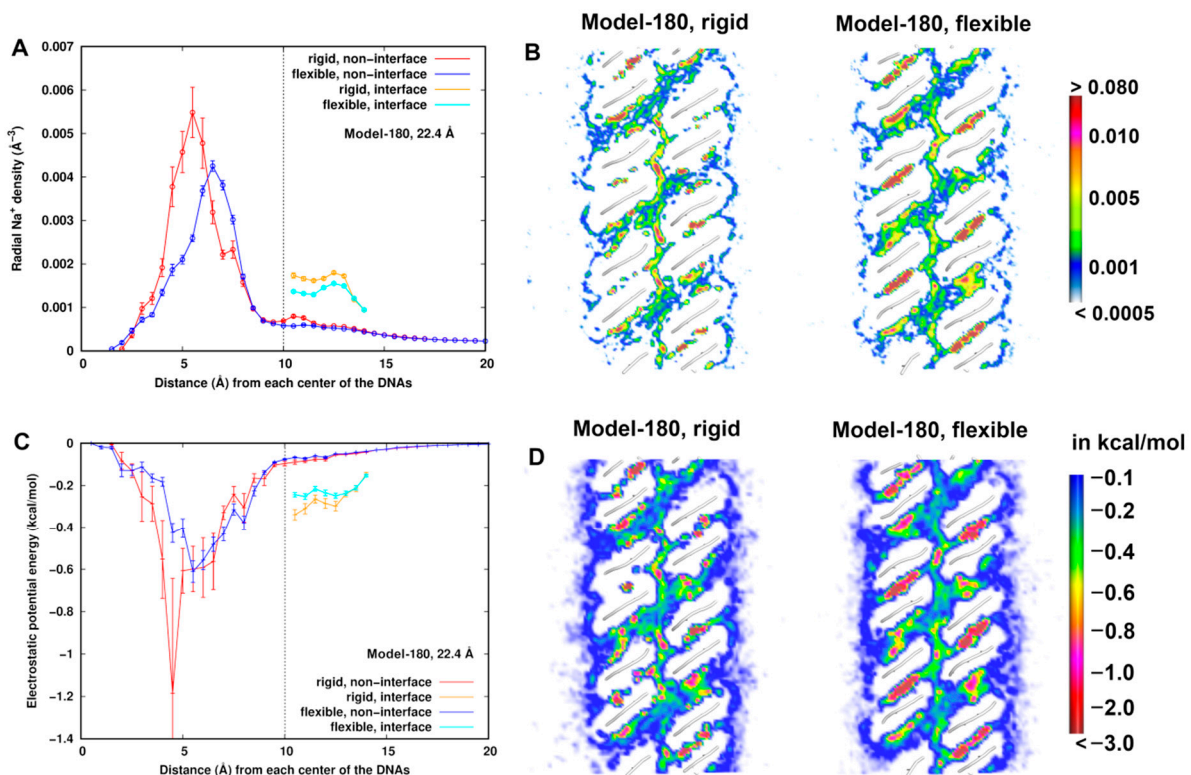 A
Radial Na⁺ density (Å⁻³)
0.007
0.006
0.005
0.004
0.003
0.002
0.001
0
rigid, non-interface
flexible, non-interface
rigid, interface
flexible, interface
Model-180, 22.4 Å
0 5 10 15 20
Distance (Å) from each center of the DNAs
B
Model-180, rigid
Model-180, flexible
> 0.080
0.010
0.005
0.001
< 0.0005
C
Electrostatic potential energy (kcal/mol)
0
−0.2
−0.4
−0.6
−0.8
−1
−1.2
−1.4
Model-180, 22.4 Å
rigid, non−interface
rigid, interface
flexible, non−interface
flexible, interface
0 5 10 15 20
Distance (Å) from each center of the DNAs
D
Model-180, rigid
Model-180, flexible
in kcal/mol
−0.1
−0.2
−0.4
−0.6
−0.8
−1.0
−2.0
<−3.0